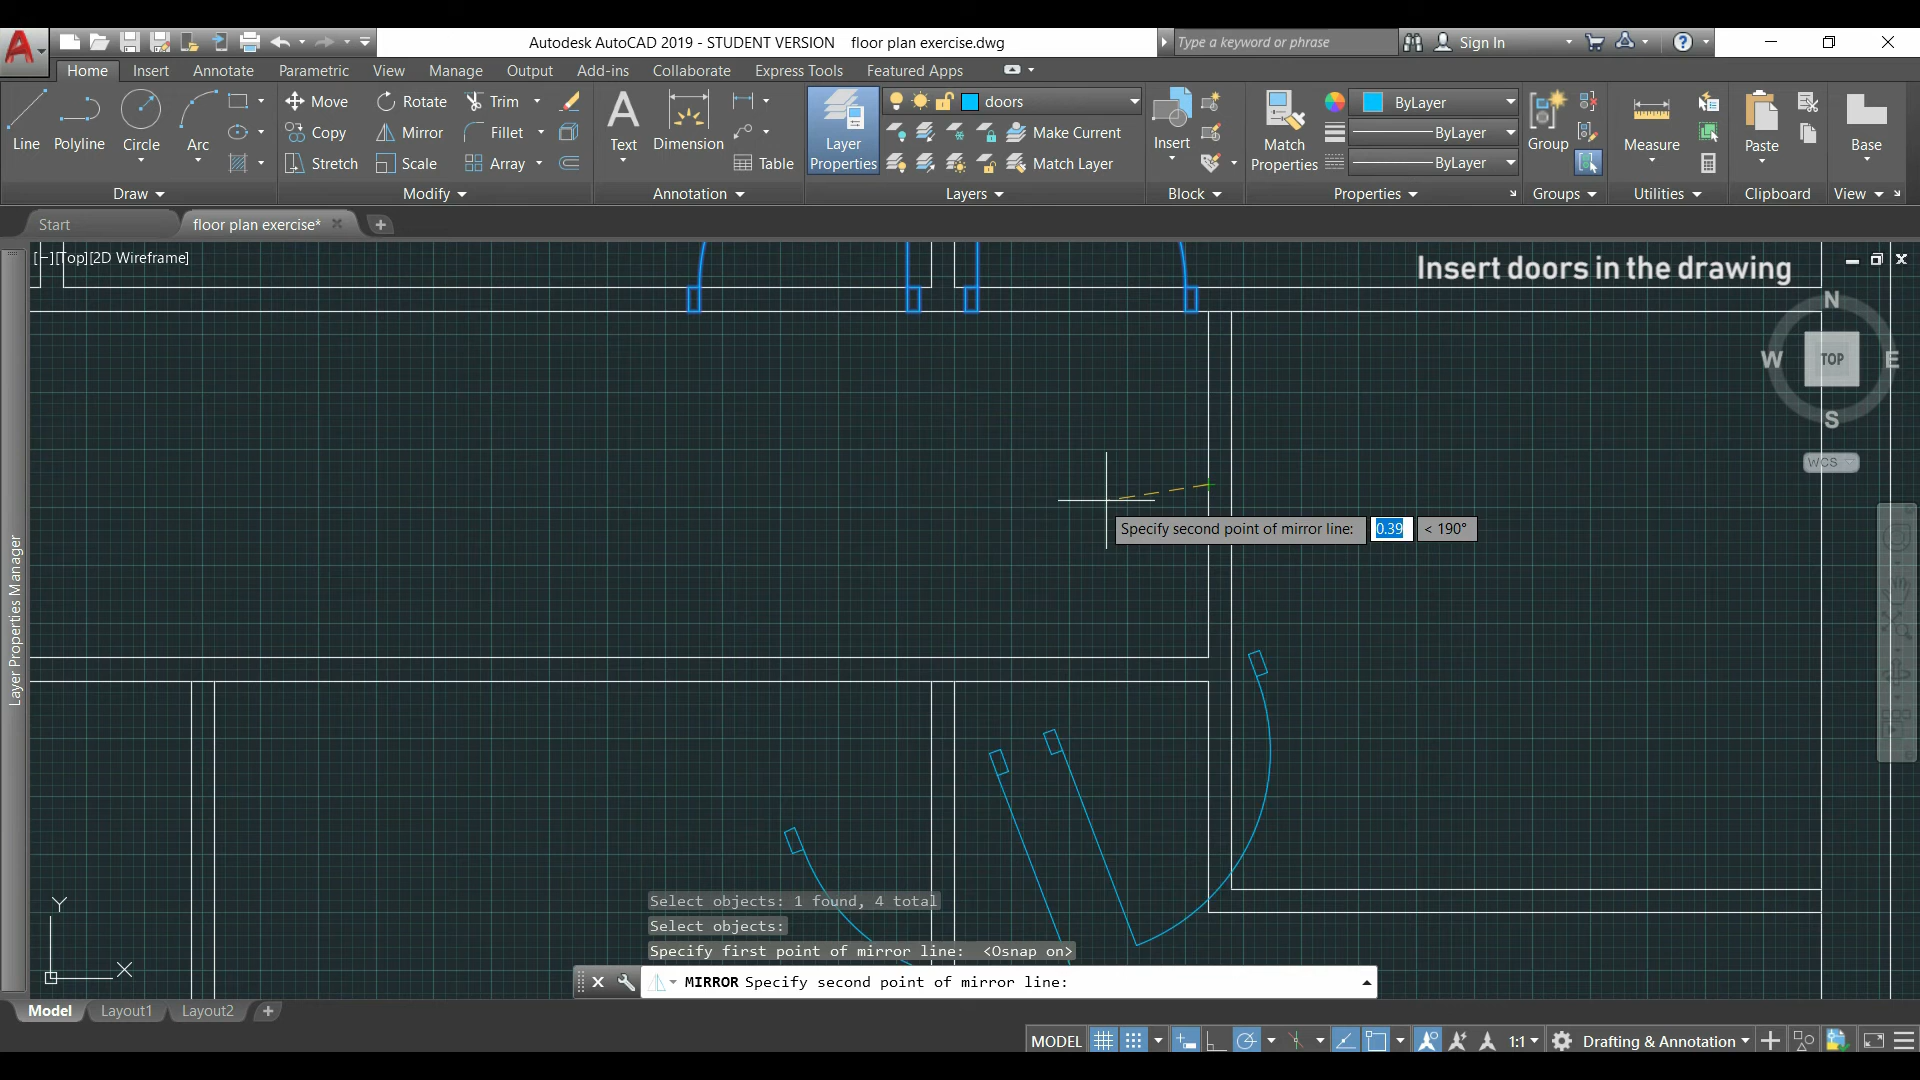 Autodesk AutoCAD 2019 - STUDENT VERSION floor plan exercise.dwg
Type a keyword or phrase
Sign In
Home Insert Annotate Parametric View Manage Output Add-ins Collaborate Express Tools Featured Apps
Line Polyline Circle Arc
Move Rotate Trim
Copy Mirror Fillet
Stretch Scale Array
Text Dimension Table
Layer Properties
doors
Make Current
Match Layer
Insert
Match Properties
ByLayer
ByLayer
ByLayer
Group
Measure
Paste
Base
Draw Modify Annotation Layers Block Properties Groups Utilities Clipboard View
Start floor plan exercise*
[−][Top][2D Wireframe]
Insert doors in the drawing
N
W TOP E
S
WCS
Layer Properties Manager
Specify second point of mirror line: 0.39 < 190°
Select objects: 1 found, 4 total
Select objects:
Specify first point of mirror line: <Osnap on>
MIRROR Specify second point of mirror line:
Y
X
Model Layout1 Layout2
MODEL 1:1 Drafting & Annotation